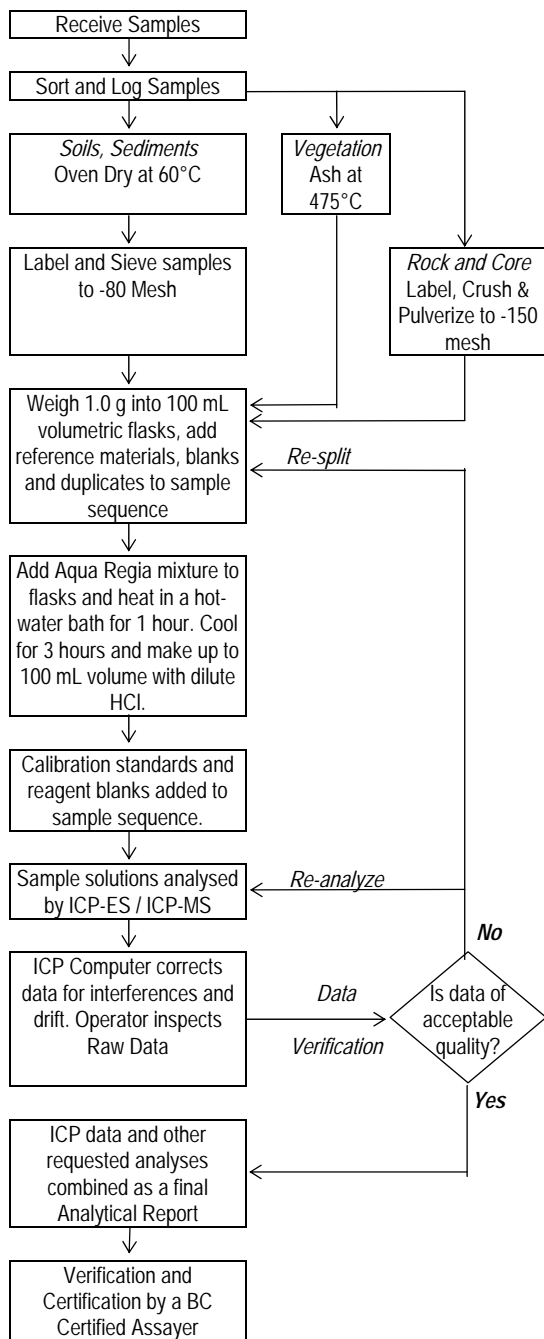 Receive Samples
Sort and Log Samples
Soils, Sediments
Oven Dry at 60°C
Vegetation
Ash at
475°C
Label and Sieve samples
to -80 Mesh
Rock and Core
Label, Crush &
Pulverize to -150
mesh
Weigh 1.0 g into 100 mL
volumetric flasks, add
reference materials, blanks
and duplicates to sample
sequence
Re-split
Add Aqua Regia mixture to
flasks and heat in a hot-
water bath for 1 hour. Cool
for 3 hours and make up to
100 mL volume with dilute
HCl.
Calibration standards and
reagent blanks added to
sample sequence.
Sample solutions analysed
by ICP-ES / ICP-MS
Re-analyze
No
ICP Computer corrects
data for interferences and
drift. Operator inspects
Raw Data
Data
Verification
Is data of
acceptable
quality?
Yes
ICP data and other
requested analyses
combined as a final
Analytical Report
Verification and
Certification by a BC
Certified Assayer